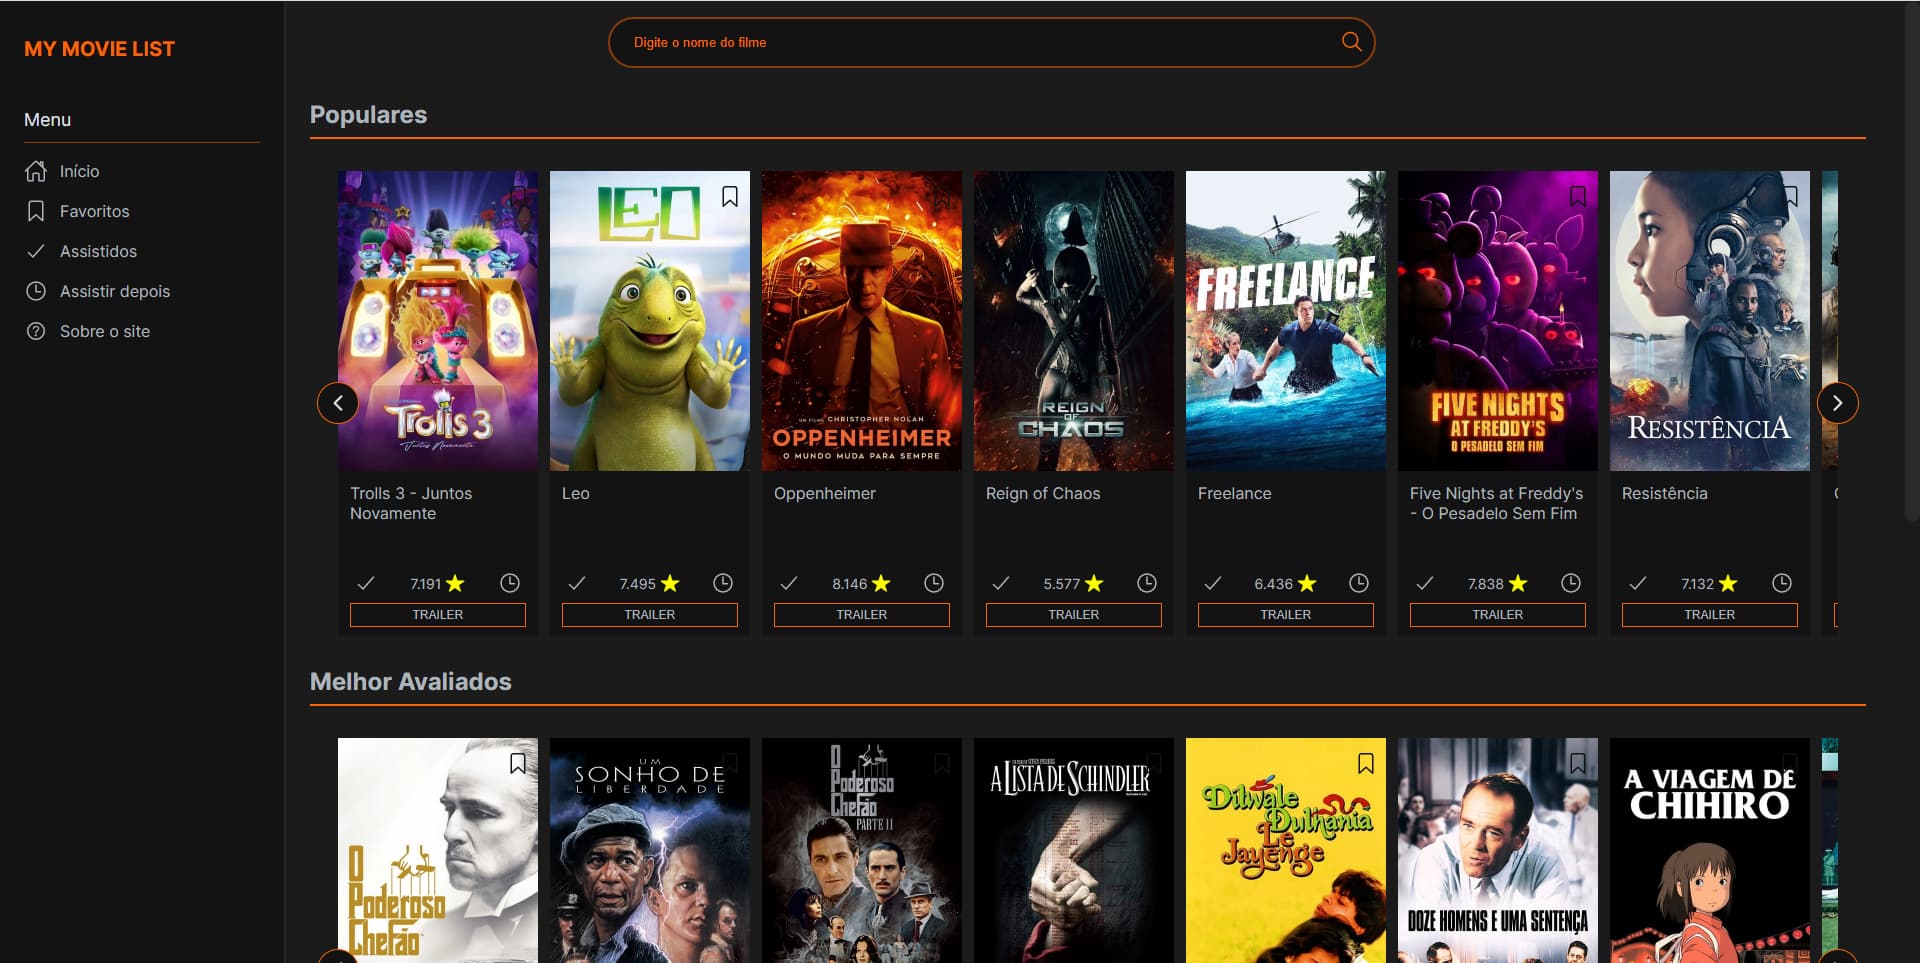 MY MOVIE LIST
Digite o nome do filme
Menu
Início
Favoritos
Assistidos
Assistir depois
Sobre o site
Populares
Trolls 3
Juntos Novamente
LEO
UM FILME CHRISTOPHER NOLAN
OPPENHEIMER
O MUNDO MUDA PARA SEMPRE
REIGN
OF
CHAOS
FREELANCE
FIVE NIGHTS
AT FREDDY'S
O PESADELO SEM FIM
RESISTÊNCIA
Trolls 3 - Juntos
Novamente
Leo
Oppenheimer
Reign of Chaos
Freelance
Five Nights at Freddy's
- O Pesadelo Sem Fim
Resistência
7.191
7.495
8.146
5.577
6.436
7.838
7.132
TRAILER
TRAILER
TRAILER
TRAILER
TRAILER
TRAILER
TRAILER
Melhor Avaliados
O
Poderoso
Chefão
UM
SONHO DE
LIBERDADE
O
Poderoso
Chefão
PARTE II
A LISTA DE SCHINDLER
Dilwale
Dulhania
Le
Jayenge
DOZE HOMENS E UMA SENTENÇA
A VIAGEM DE
CHIHIRO